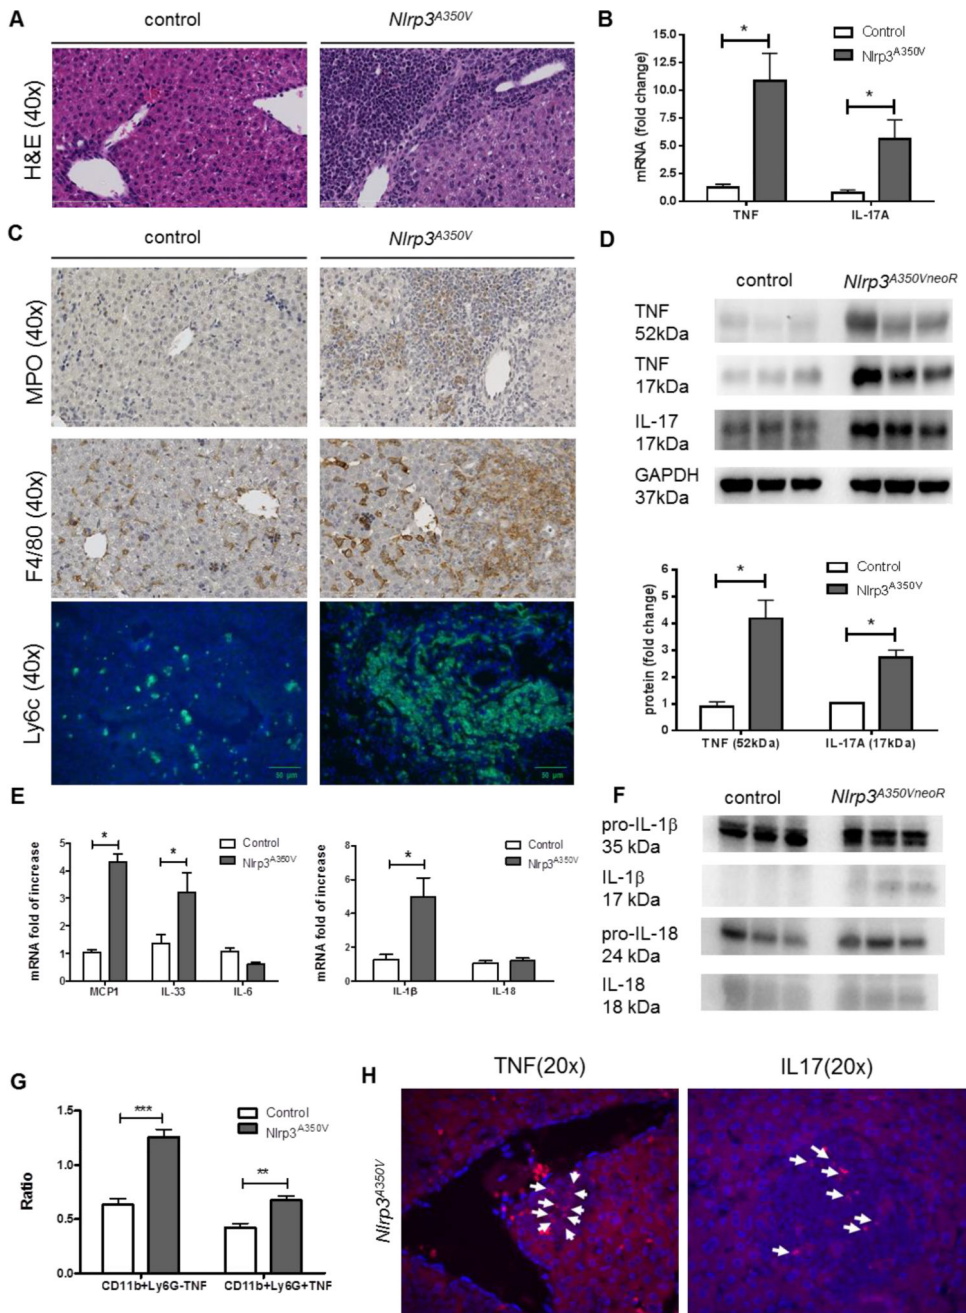 A
control
Nlrp3A350V
H&E (40x)
B
mRNA (fold change)
15.0
12.5
10.0
7.5
5.0
2.5
0.0
*
*
Control
Nlrp3A350V
TNF
IL-17A
C
control
Nlrp3A350V
MPO (40x)
F4/80 (40x)
Ly6c (40x)
50 µm
50 µm
D
control
Nlrp3A350VneoR
TNF
52kDa
TNF
17kDa
IL-17
17kDa
GAPDH
37kDa
protein (fold change)
6
5
4
3
2
1
0
*
*
Control
Nlrp3A350V
TNF (52kDa)
IL-17A (17kDa)
E
mRNA fold of increase
5
4
3
2
1
0
*
*
Control
Nlrp3A350V
MCP1
IL-33
IL-6
mRNA fold of increase
8
6
4
2
0
*
Control
Nlrp3A350V
IL-1β
IL-18
F
control
Nlrp3A350VneoR
pro-IL-1β
35 kDa
IL-1β
17 kDa
pro-IL-18
24 kDa
IL-18
18 kDa
G
Ratio
1.5
1.0
0.5
0.0
***
**
Control
Nlrp3A350V
CD11b+Ly6G-TNF
CD11b+Ly6G+TNF
H
TNF(20x)
IL17(20x)
Nlrp3A350V